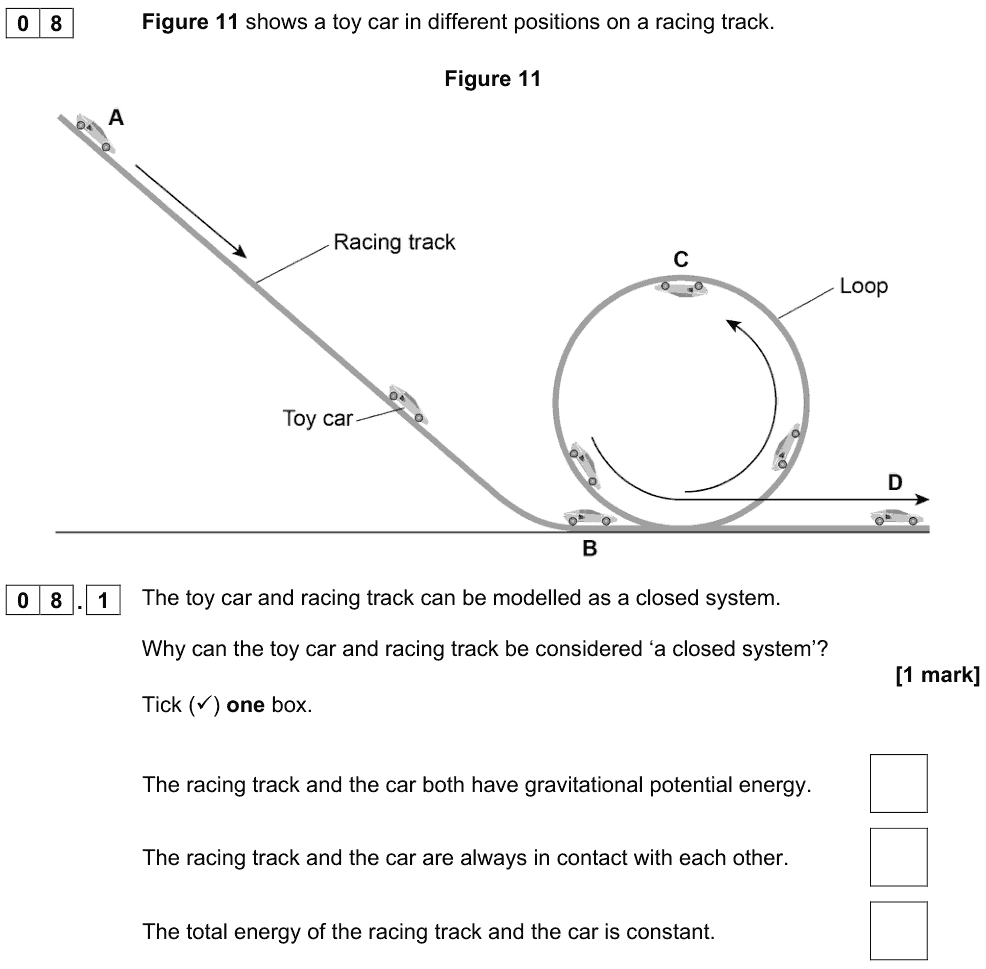 0 8 Figure 11 shows a toy car in different positions on a racing track.
Figure 11
A
Racing track
C
Loop
Toy car
D
B
0 8 . 1 The toy car and racing track can be modelled as a closed system.
Why can the toy car and racing track be considered ‘a closed system’?
[1 mark]
Tick (✓) one box.
The racing track and the car both have gravitational potential energy.
The racing track and the car are always in contact with each other.
The total energy of the racing track and the car is constant.